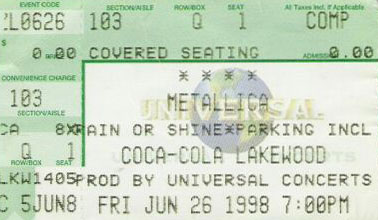 EVENT CODE SECTION/AISLE ROW/BOX SEAT All Taxes Incl. If Applicable
ZL0626 103 Q 1 COMP
$ 0.00 COVERED SEATING ADMISSION 0.00
CONVENIENCE CHARGE * * * *
103 METALLICA
SECTION/AISLE UNIVERSAL
CA 8X RAIN OR SHINE*PARKING INCL
Q 1 COCA-COLA LAKEWOOD
ROW/BOX SEAT
LKW1405 PROD BY UNIVERSAL CONCERTS
C 5JUN8 FRI JUN 26 1998 7:00PM